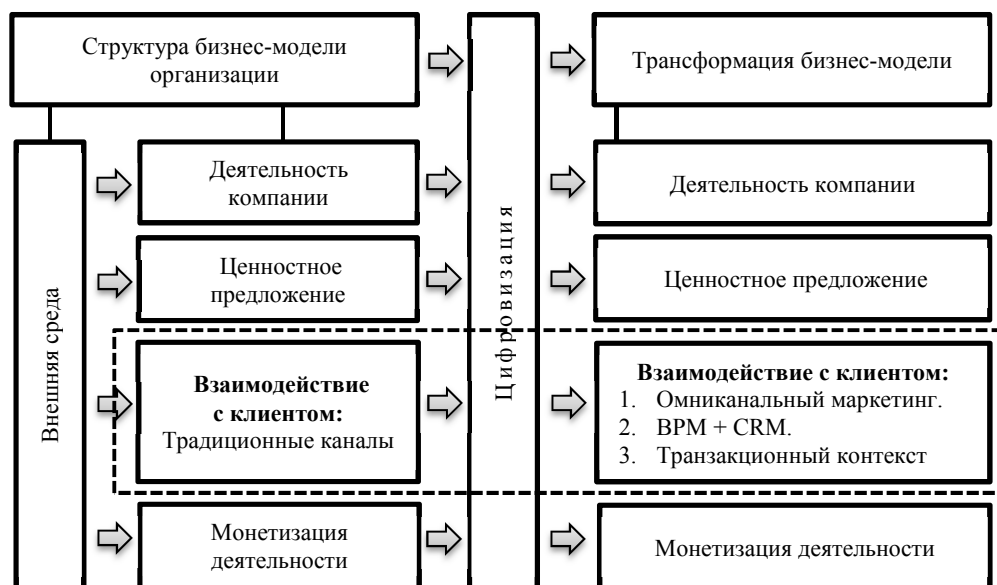 Структура бизнес-модели
организации
Трансформация бизнес-модели
Внешняя среда
Цифровизация
Деятельность
компании
Деятельность компании
Ценностное
предложение
Ценностное предложение
Взаимодействие
с клиентом:
Традиционные каналы
Взаимодействие с клиентом:
1. Омниканальный маркетинг.
2. BPM + CRM.
3. Транзакционный контекст
Монетизация
деятельности
Монетизация деятельности